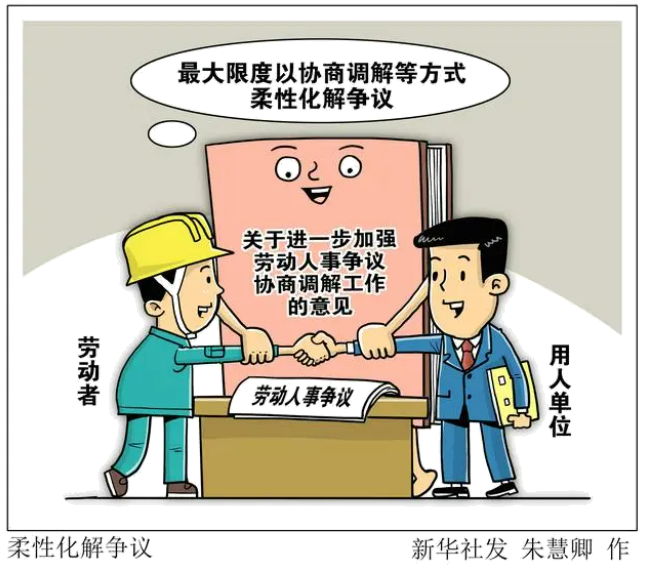 最大限度以协商调解等方式
柔性化解争议
关于进一步加强
劳动人事争议
协商调解工作
的意见
劳动者
用人单位
劳动人事争议
柔性化解争议
新华社发 朱慧卿 作